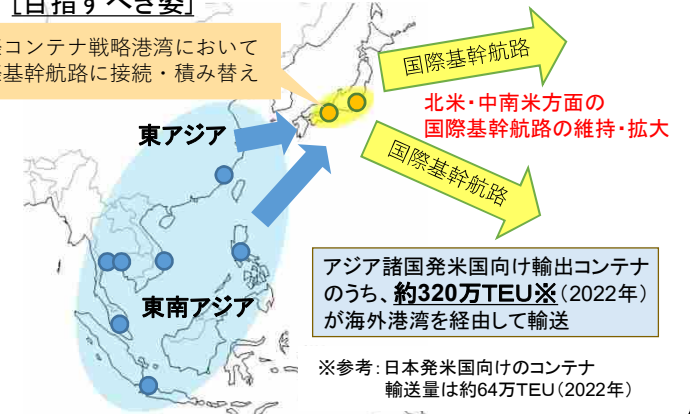 [目指すべき姿]
コンテナ戦略港湾において
基幹航路に接続・積み替え
国際基幹航路
北米・中南米方面の
国際基幹航路の維持・拡大
国際基幹航路
東アジア
東南アジア
アジア諸国発米国向け輸出コンテナ
のうち、約320万TEU※(2022年)
が海外港湾を経由して輸送
※参考:日本発米国向けのコンテナ
輸送量は約64万TEU(2022年)